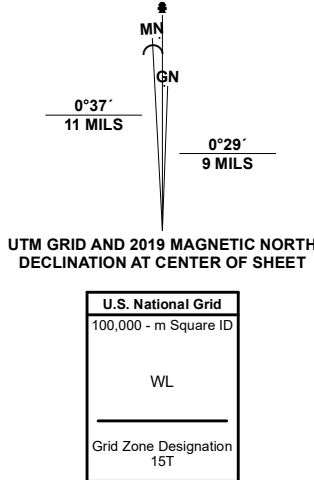 MN
GN
0°37´
11 MILS
0°29´
9 MILS
UTM GRID AND 2019 MAGNETIC NORTH
DECLINATION AT CENTER OF SHEET
U.S. National Grid
100,000 - m Square ID
WL
Grid Zone Designation
15T